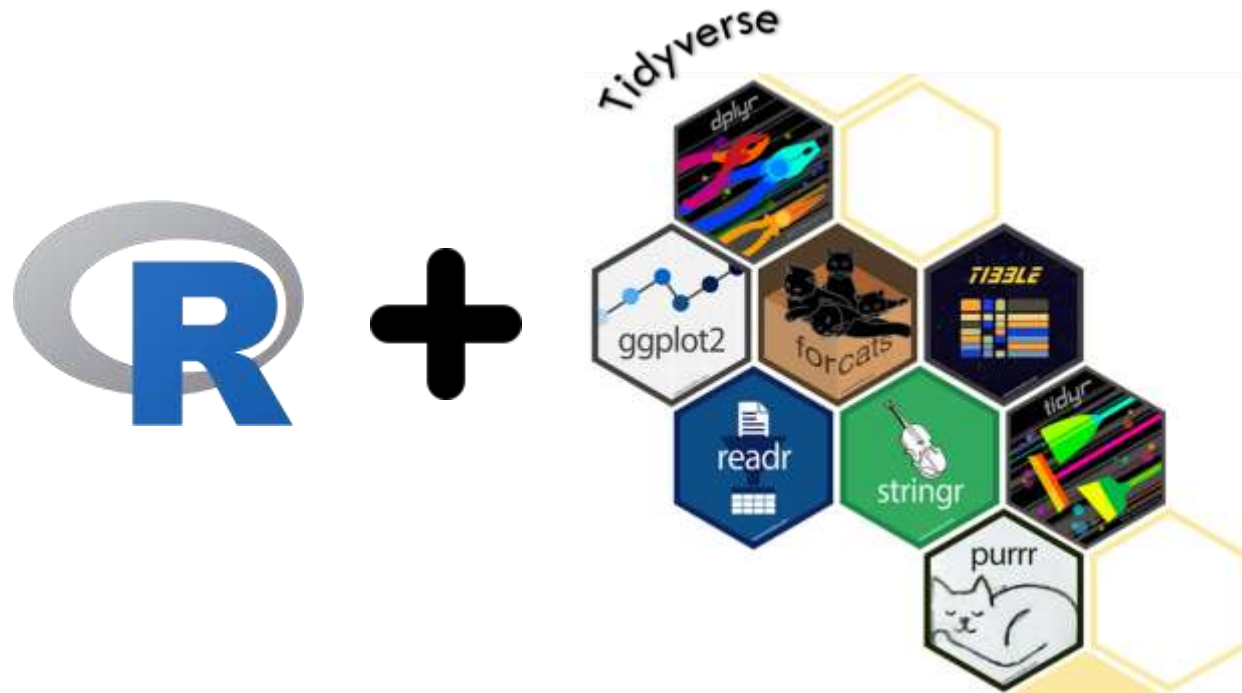 Tidyverse
dplyr
R
ggplot2
forcats
TIBBLE
readr
stringr
tidyr
purrr